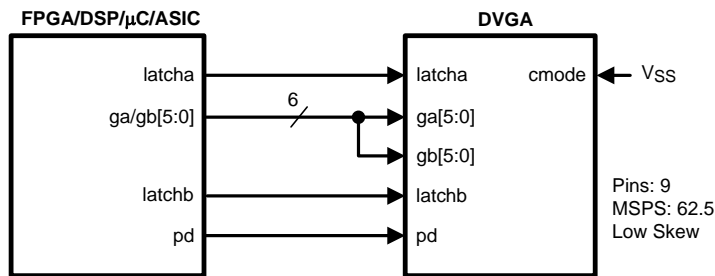 FPGA/DSP/μC/ASIC
DVGA
latcha
latcha
cmode
VSS
ga/gb[5:0]
6
ga[5:0]
gb[5:0]
latchb
latchb
pd
pd
Pins: 9
MSPS: 62.5
Low Skew